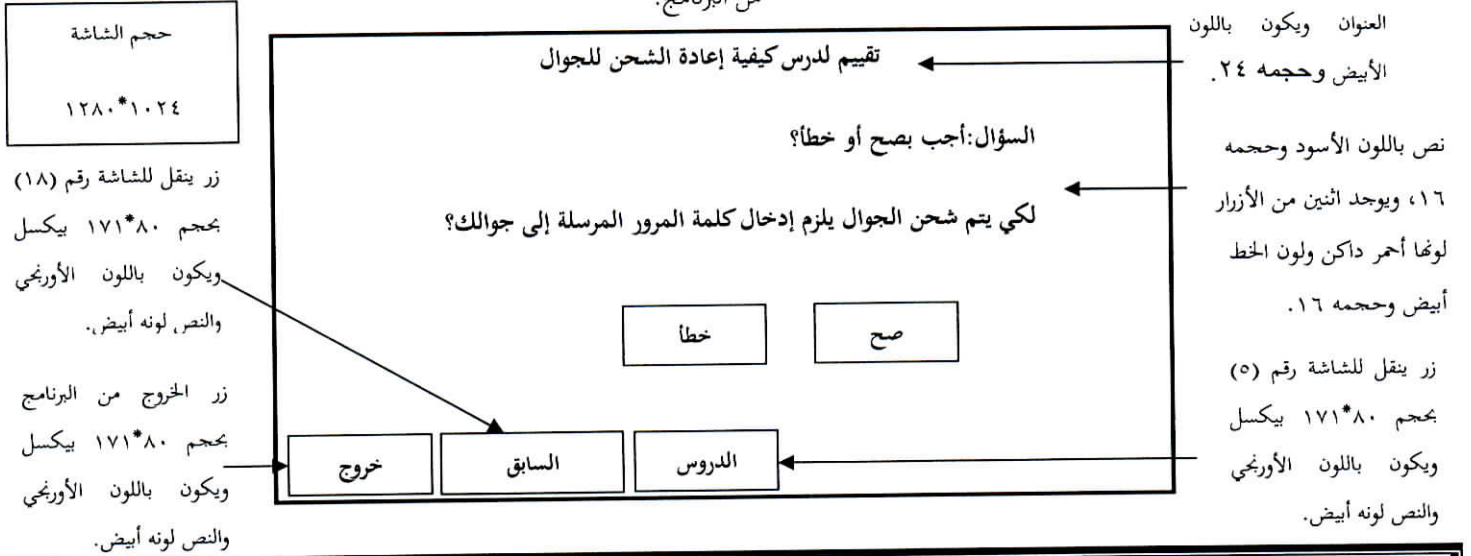 من البرنامج.
العنوان ويكون باللون
الأبيض وحجمه ٢٤.
نص باللون الأسود وحجمه
١٦، ويوجد اثنين من الأزرار
لونها أحمر داكن ولون الخط
أبيض وحجمه ١٦.
زر ينقل للشاشة رقم (٥)
بحجم ٨٠*١٧١ بيكسل
ويكون باللون الأورنجي
والنص لونه أبيض.
تقييم لدرس كيفية إعادة الشحن للجوال
السؤال:أجب بصح أو خطأ؟
لكي يتم شحن الجوال يلزم إدخال كلمة المرور المرسلة إلى جوالك؟
صح
خطأ
الدروس
السابق
خروج
حجم الشاشة
١٠٢٤*١٢٨٠
زر ينقل للشاشة رقم (١٨)
بحجم ٨٠*١٧١ بيكسل
ويكون باللون الأورنجي
والنص لونه أبيض.
زر الخروج من البرنامج
بحجم ٨٠*١٧١ بيكسل
ويكون باللون الأورنجي
والنص لونه أبيض.